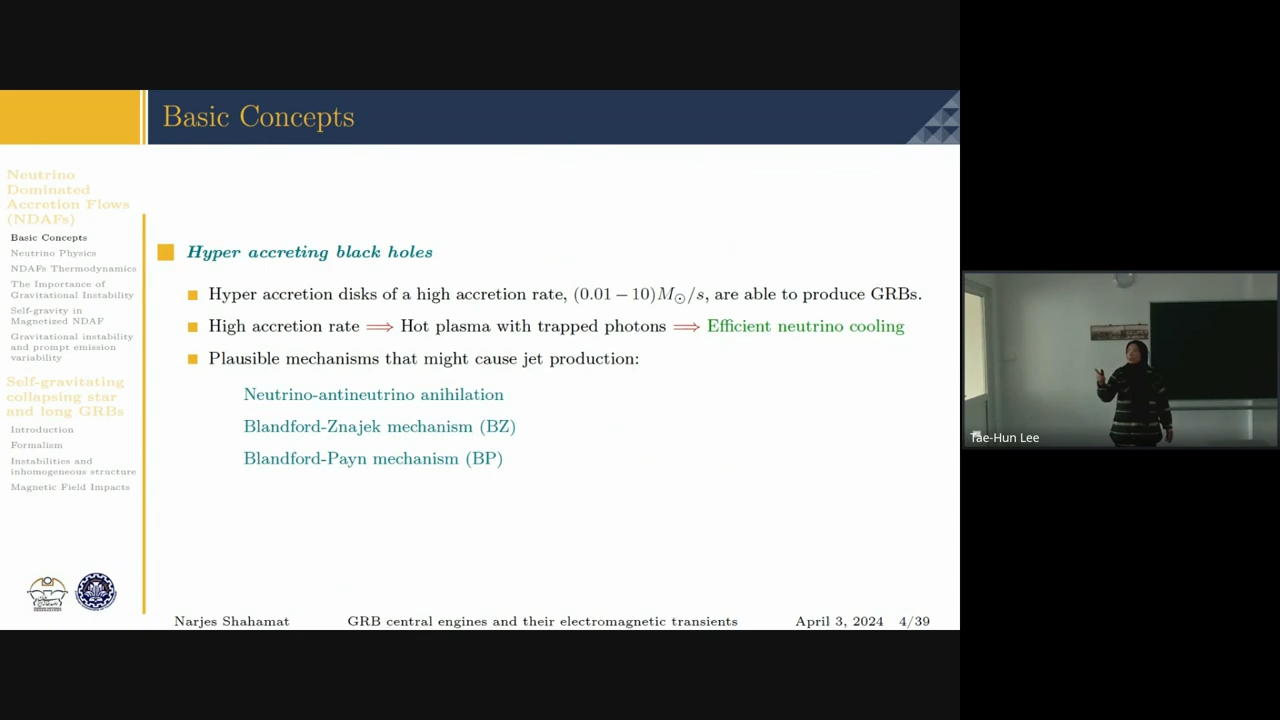 Basic Concepts
Neutrino
Dominated
Accretion Flows
(NDAFs)
Basic Concepts
Neutrino Physics
NDAFs Thermodynamics
The Importance of
Gravitational Instability
Self-gravity in
Magnetized NDAF
Gravitational instability
and prompt emission
variability
Self-gravitating
collapsing star
and long GRBs
Introduction
Formalism
Instabilities and
inhomogeneous structure
Magnetic Field Impacts
Hyper accreting black holes
Hyper accretion disks of a high accretion rate, (0.01 − 10)M⊙/s, are able to produce GRBs.
High accretion rate ⟹ Hot plasma with trapped photons ⟹ Efficient neutrino cooling
Plausible mechanisms that might cause jet production:
Neutrino-antineutrino anihilation
Blandford-Znajek mechanism (BZ)
Blandford-Payn mechanism (BP)
Narjes Shahamat GRB central engines and their electromagnetic transients April 3, 2024 4/39
Tae-Hun Lee